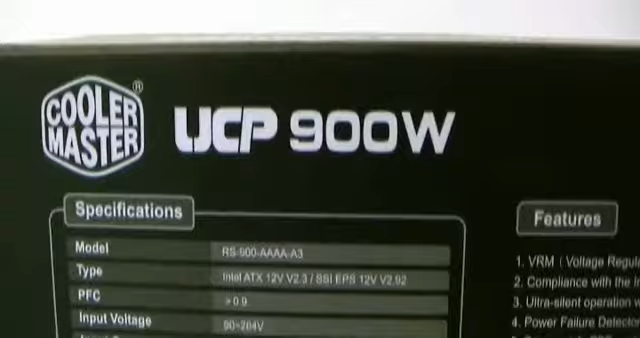 COOLER MASTER ®
UCP 900W
Specifications
Model RS-900-AAAA-A3
Type Intel ATX 12V V2.3 / SSI EPS 12V V2.92
PFC >0.9
Input Voltage 90~264V
Features
1. VRM ( Voltage Regula
2. Compliance with the
3. Ultra-silent operation w
4. Power Failure Detector